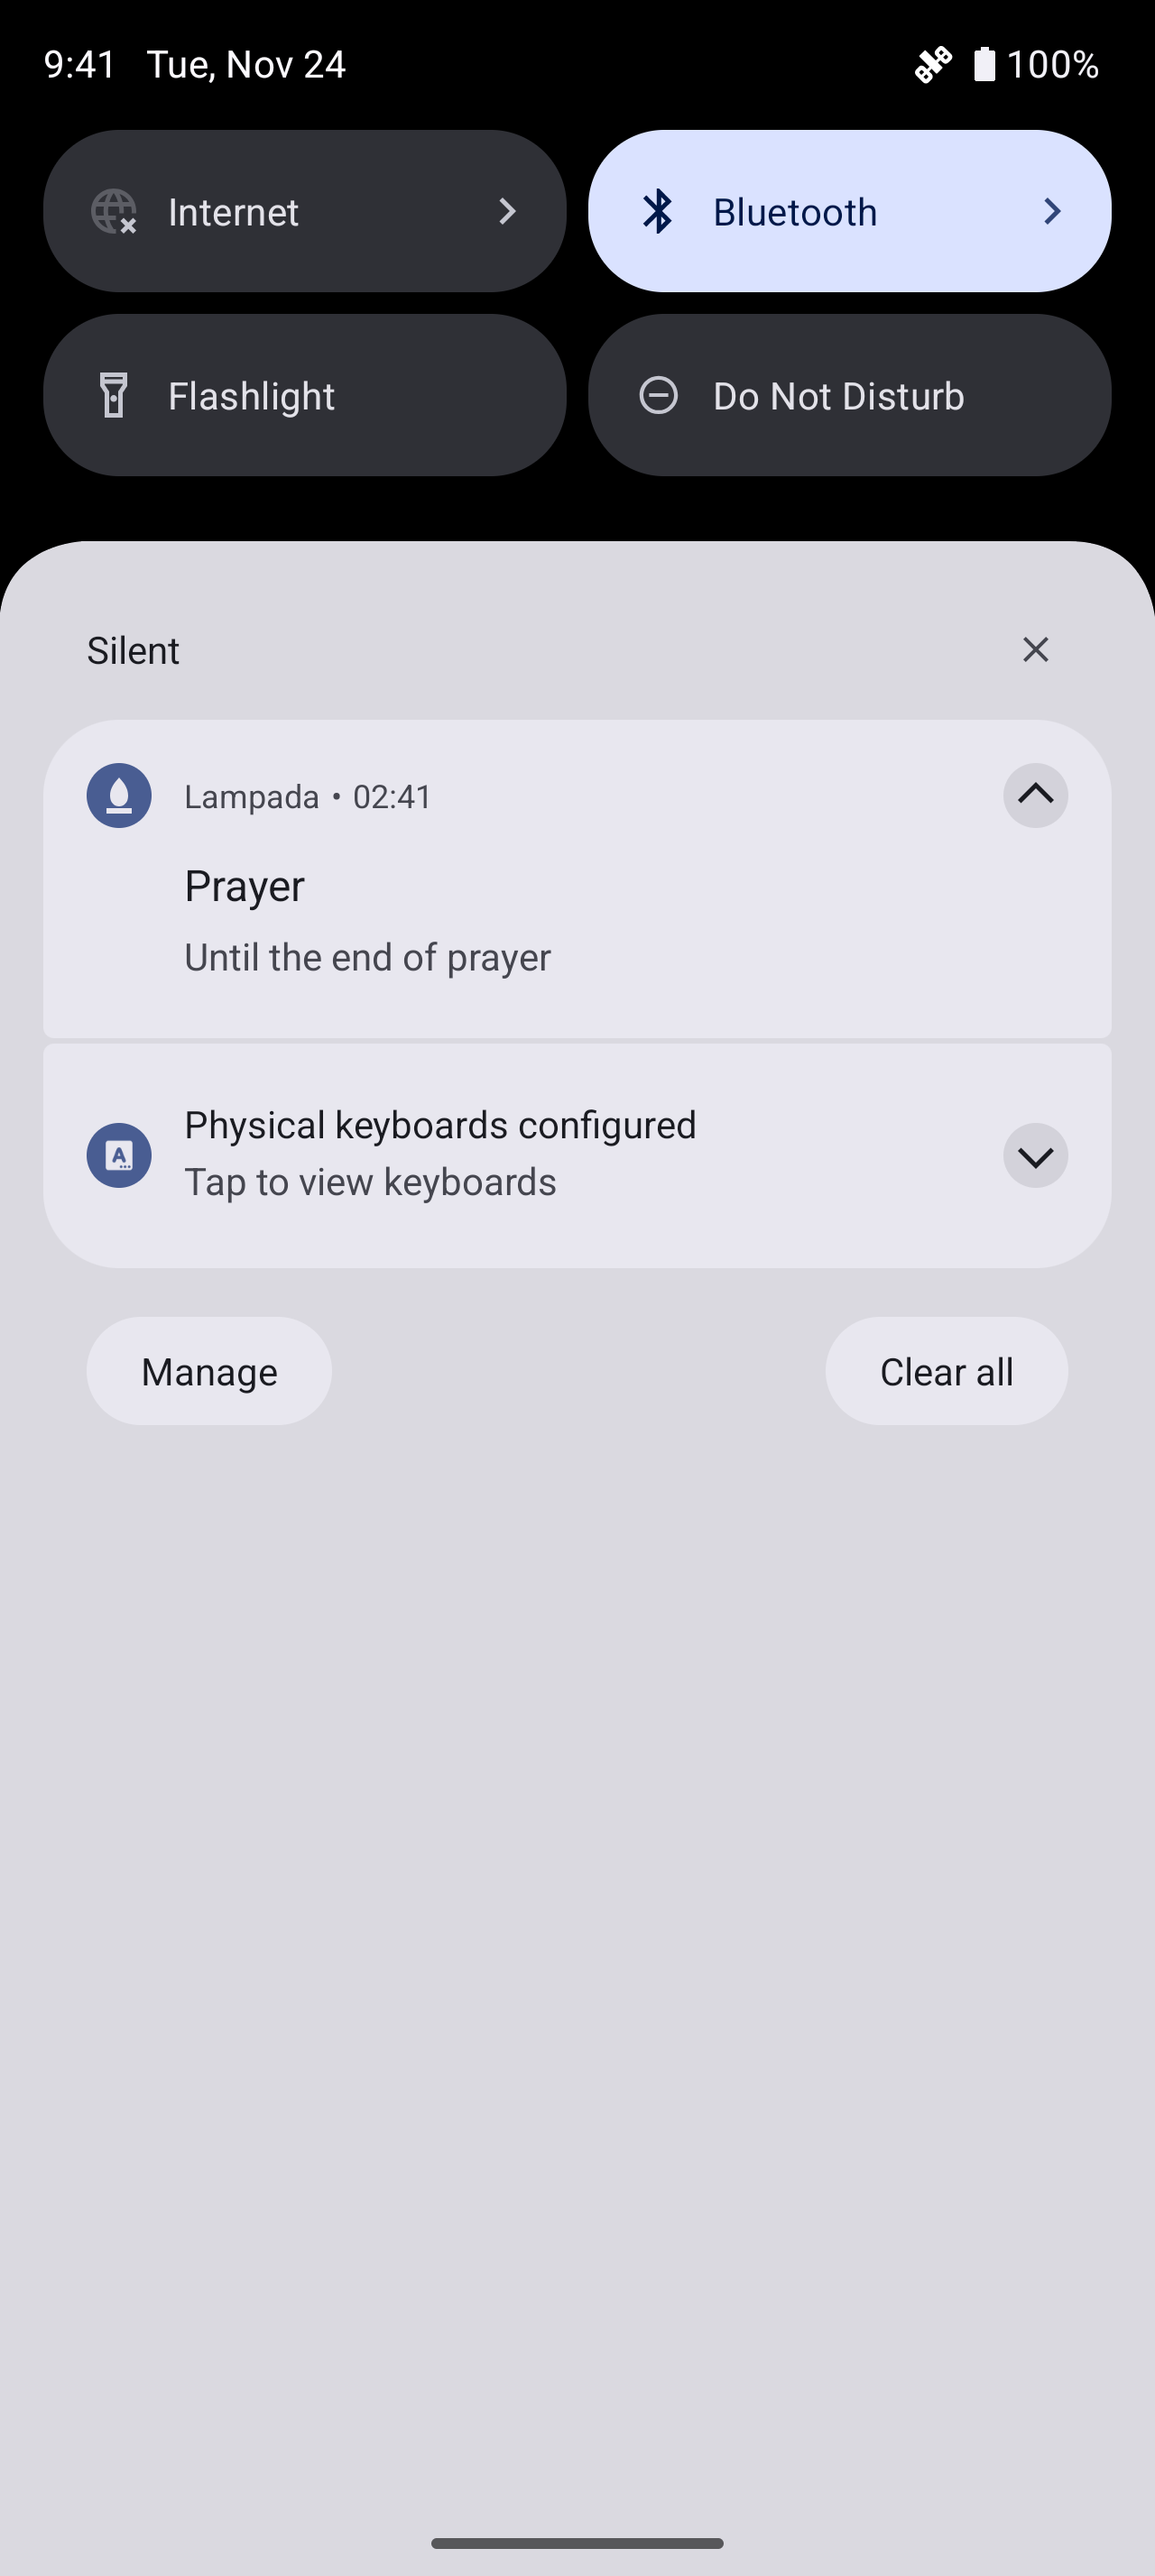 9:41 Tue, Nov 24 100%
Internet
Bluetooth
Flashlight
Do Not Disturb
Silent
Lampada • 02:41
Prayer
Until the end of prayer
Physical keyboards configured
Tap to view keyboards
Manage
Clear all